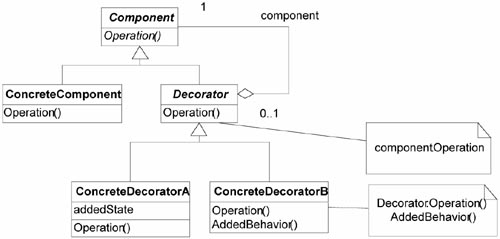 Component
Operation()
1
component
ConcreteComponent
Operation()
Decorator
Operation()
0..1
componentOperation
ConcreteDecoratorA
addedState
Operation()
ConcreteDecoratorB
Operation()
AddedBehavior()
Decorator.Operation()
AddedBehavior()